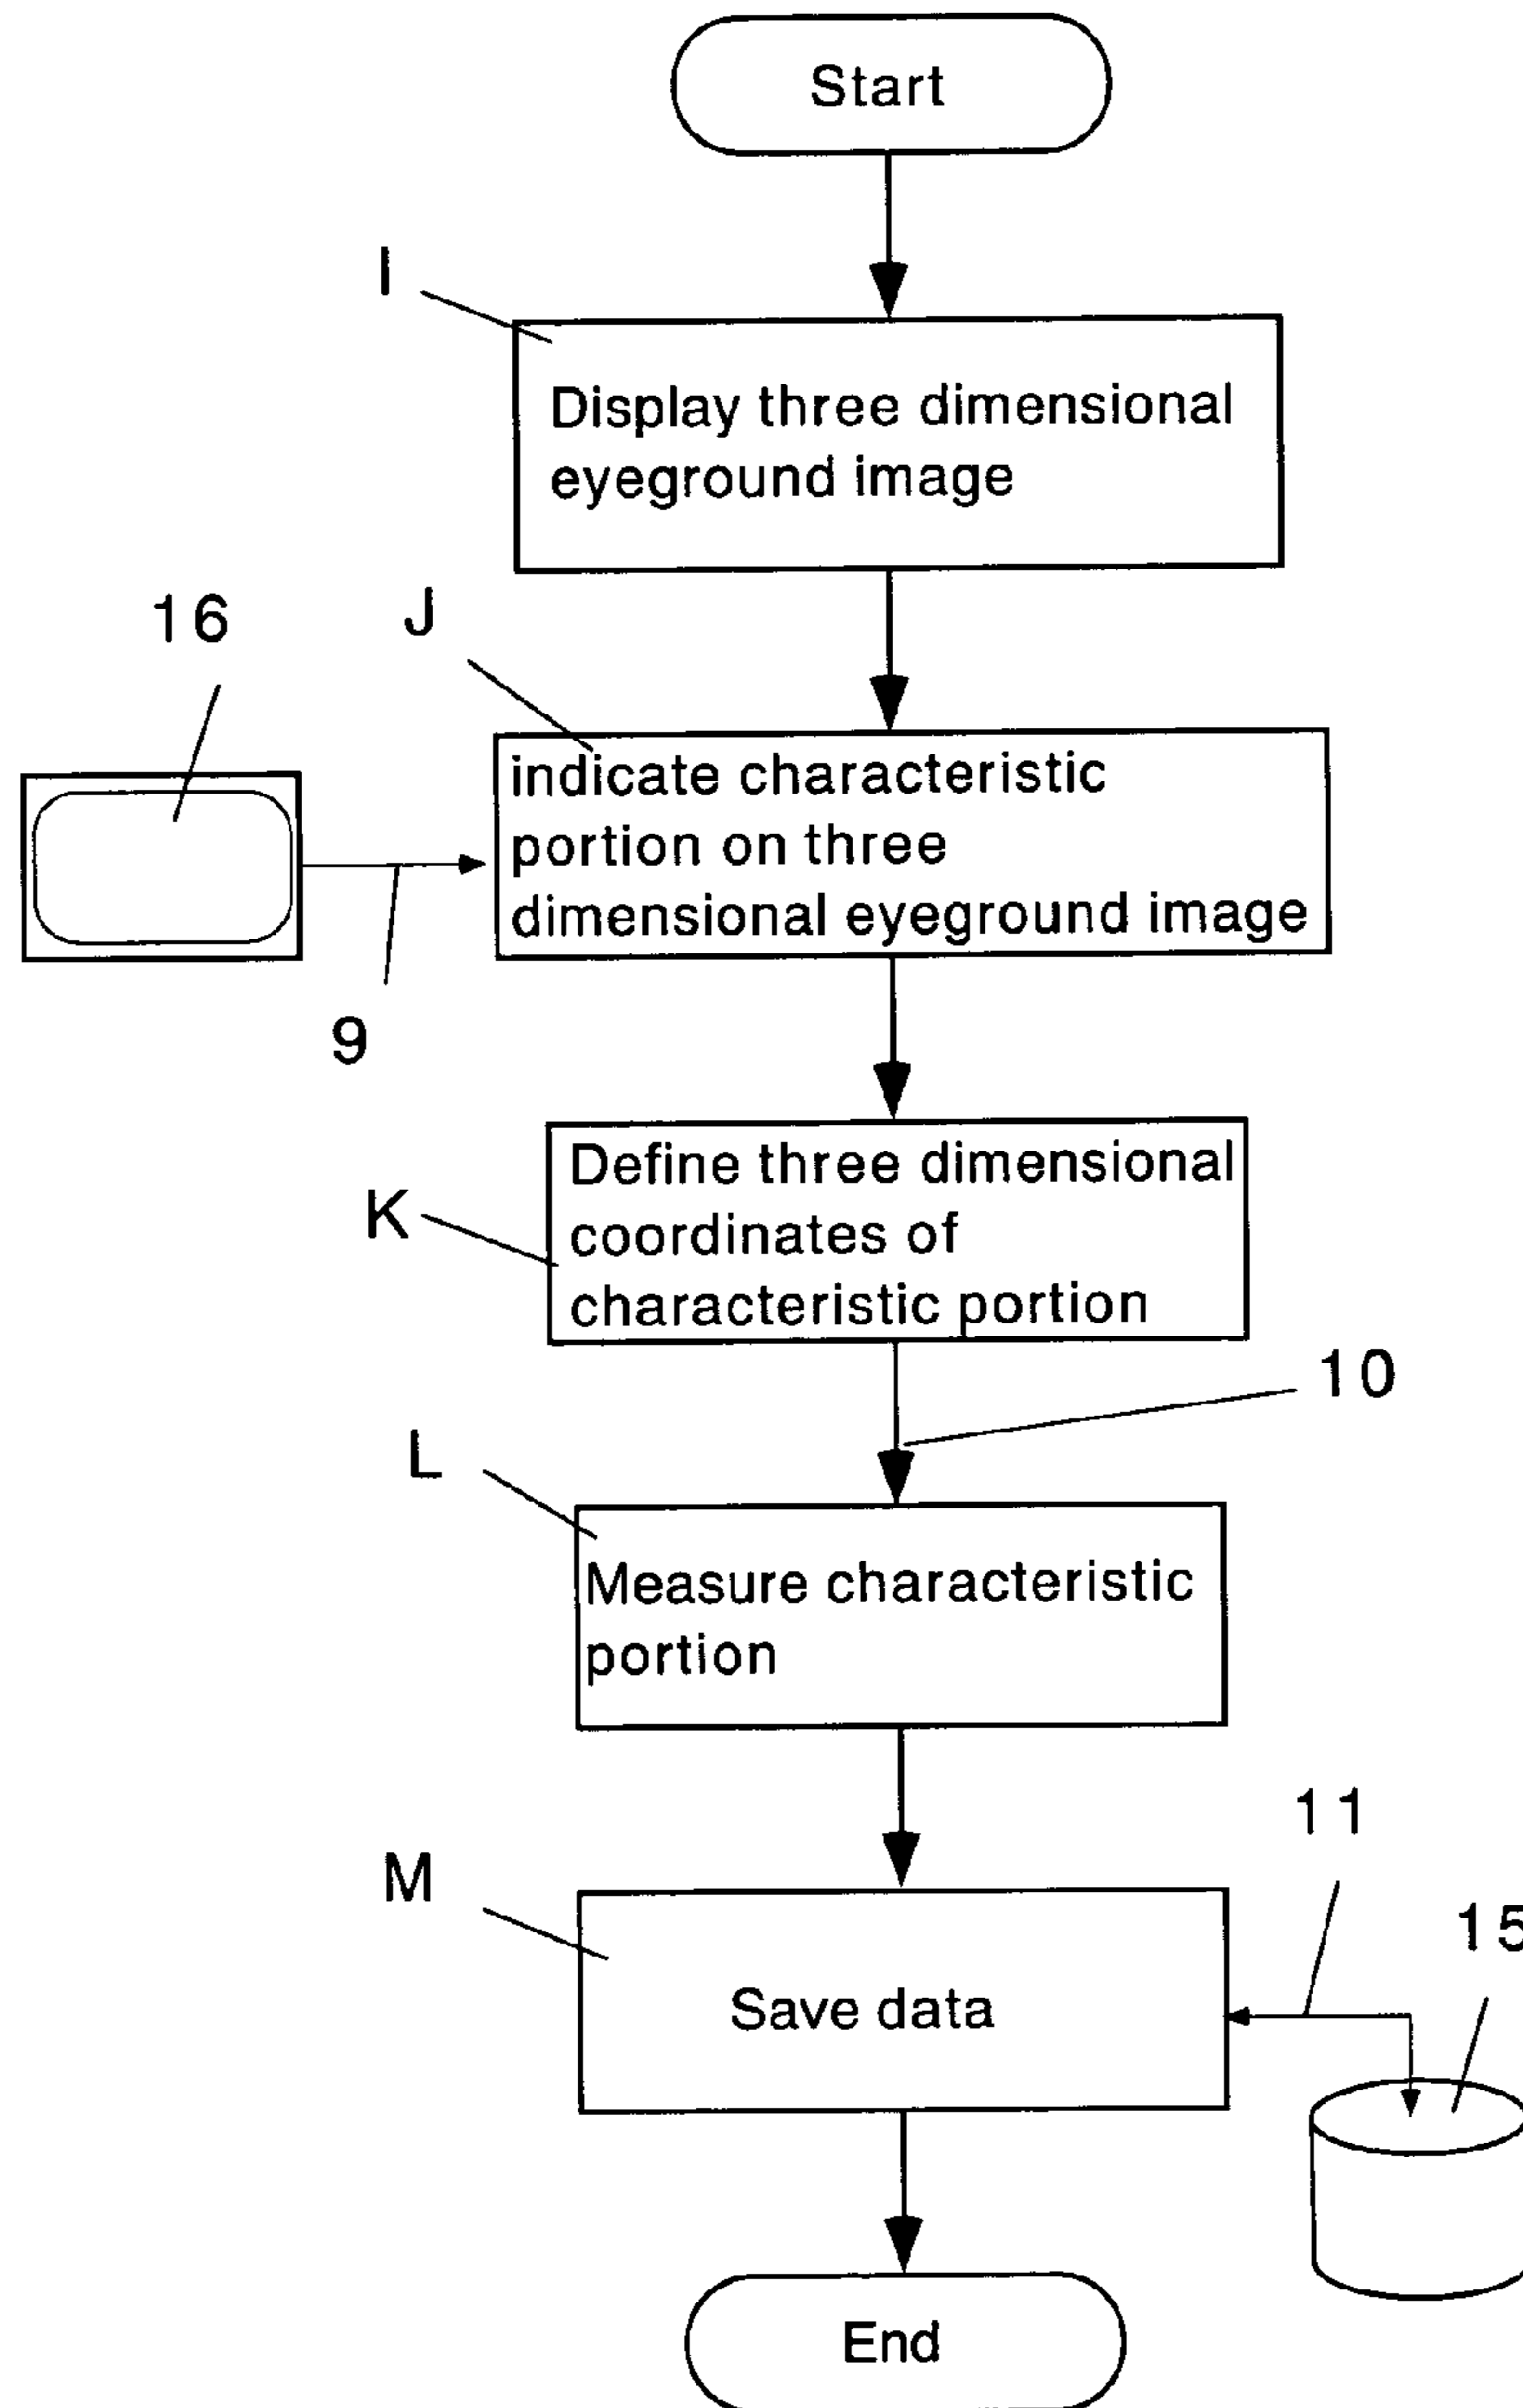 Start
I
Display three dimensional
eyeground image
16
J
indicate characteristic
portion on three
dimensional eyeground image
9
K
Define three dimensional
coordinates of
characteristic portion
10
L
Measure characteristic
portion
11
M
15
Save data
End